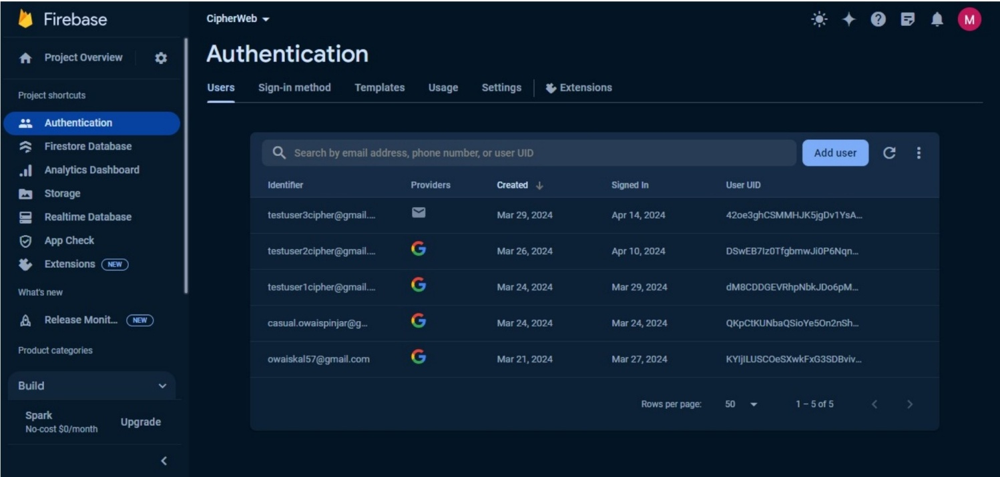 Firebase
CipherWeb
M
Project Overview
Authentication
Users Sign-in method Templates Usage Settings Extensions
Project shortcuts
Authentication
Firestore Database
Analytics Dashboard
Storage
Realtime Database
App Check
Extensions NEW
What's new
Release Monit... NEW
Product categories
Build
Spark
No-cost $0/month
Upgrade
Search by email address, phone number, or user UID Add user
Identifier Providers Created Signed In User UID
testuser3cipher@gmail.... Mar 29, 2024 Apr 14, 2024 42oe3ghCSMMHJK5jgDv1YsA...
testuser2cipher@gmail.... Mar 26, 2024 Apr 10, 2024 DSwEB7Iz0TfgbmwJi0P6Nqn...
testuser1cipher@gmail.... Mar 24, 2024 Mar 29, 2024 dM8CDDGEVRhpNbkJDo6pM...
casual.owaispinjar@g... Mar 24, 2024 Mar 24, 2024 QKpCtKUNbaQSioYe5On2nSh...
owaiskal57@gmail.com Mar 21, 2024 Mar 27, 2024 KYIjILUSCOeSXwkFxG3SDBviv...
Rows per page: 50 1 – 5 of 5